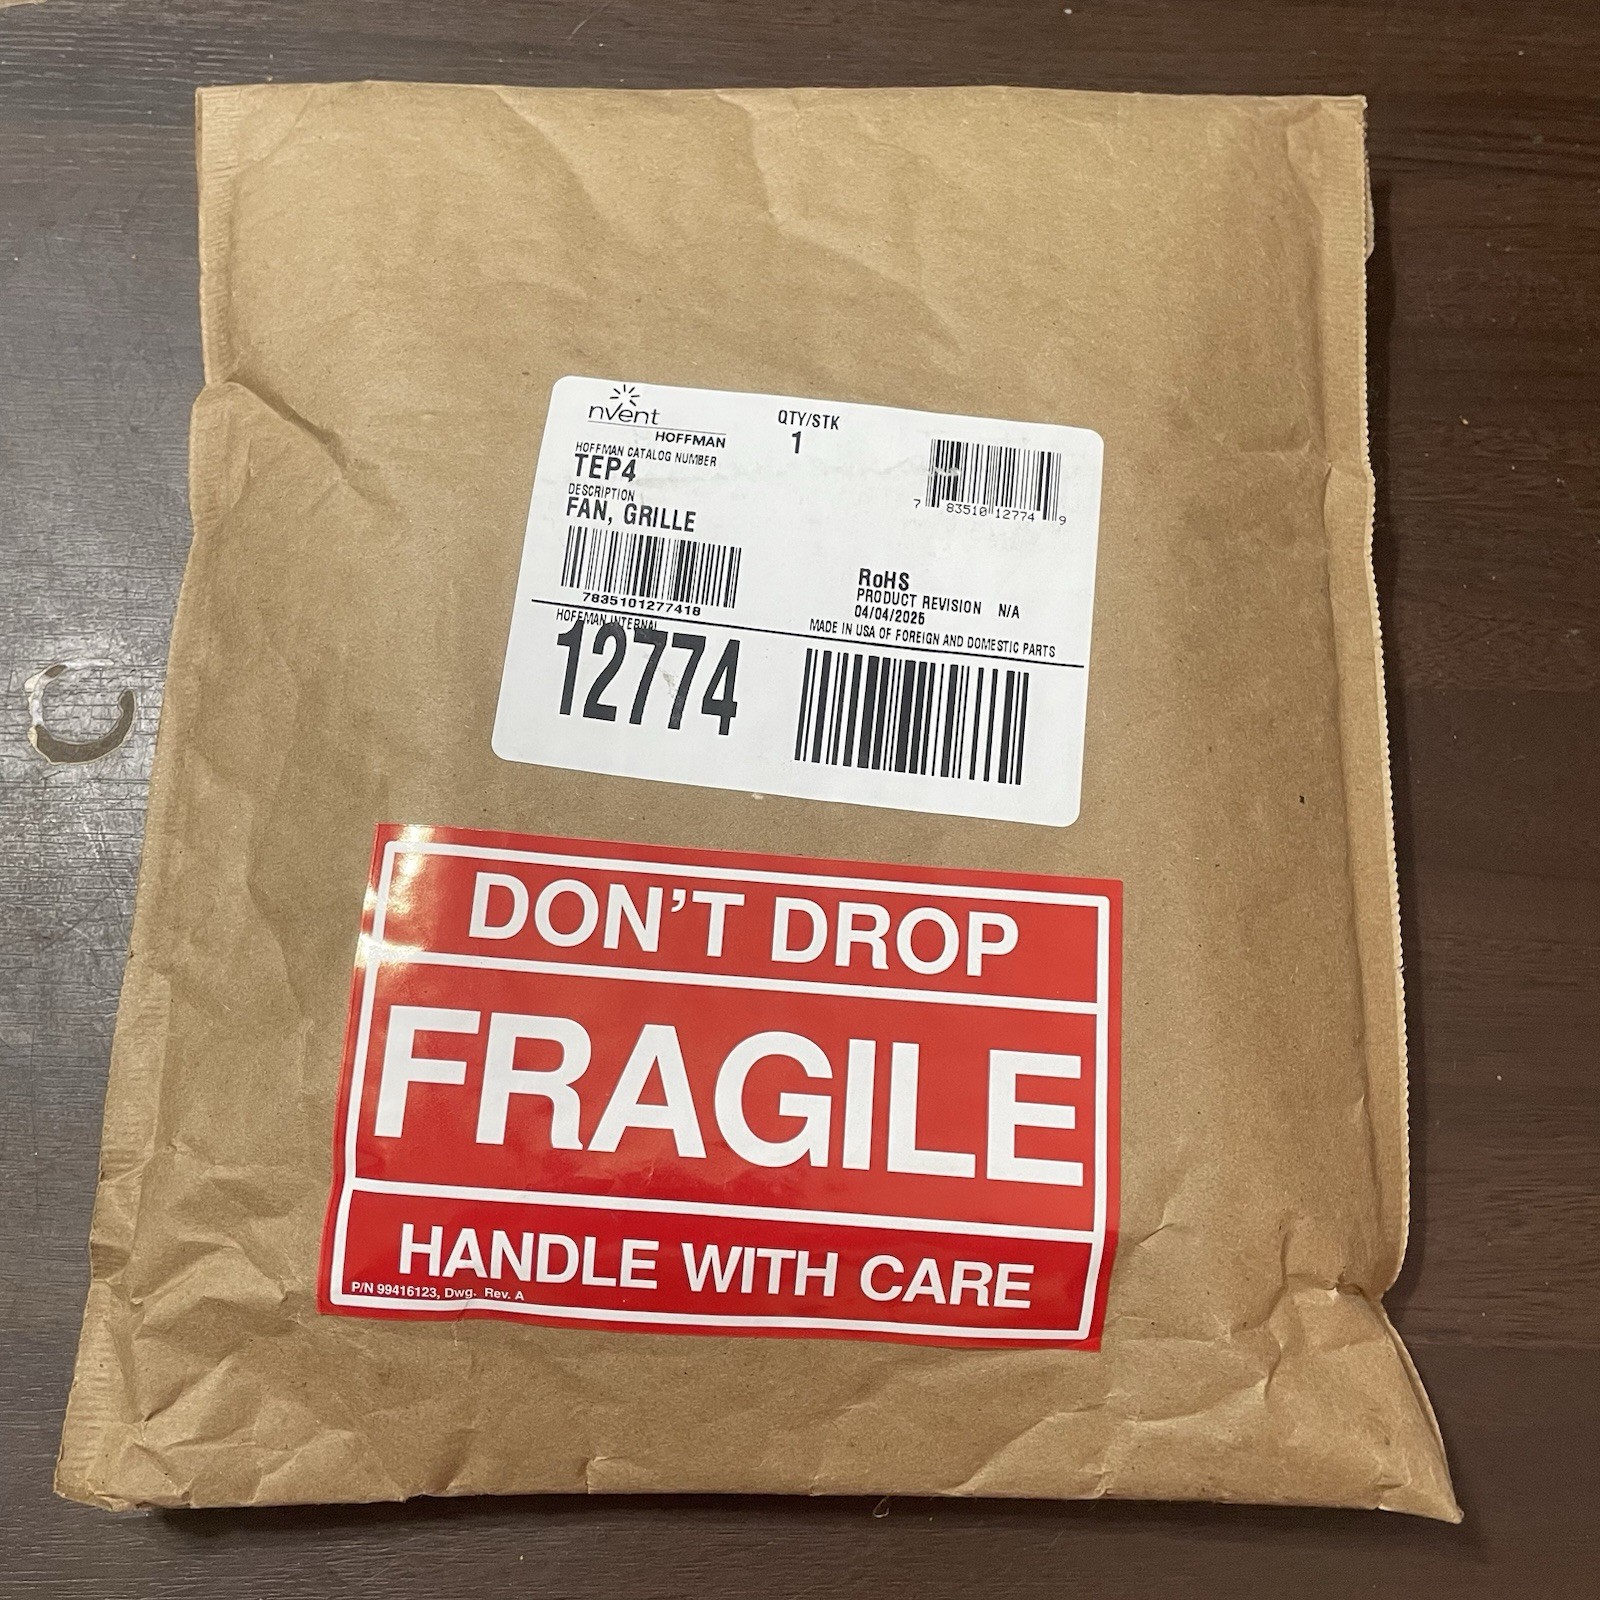 nVent
HOFFMAN
QTY/STK
1
HOFFMAN CATALOG NUMBER
TEP4
DESCRIPTION
FAN, GRILLE
7 83510 12774 9
7835101277418
RoHS
PRODUCT REVISION N/A
04/04/2025
MADE IN USA OF FOREIGN AND DOMESTIC PARTS
HOFFMAN INTERNAL
12774
DON'T DROP
FRAGILE
HANDLE WITH CARE
P/N 99416123, Dwg. Rev. A